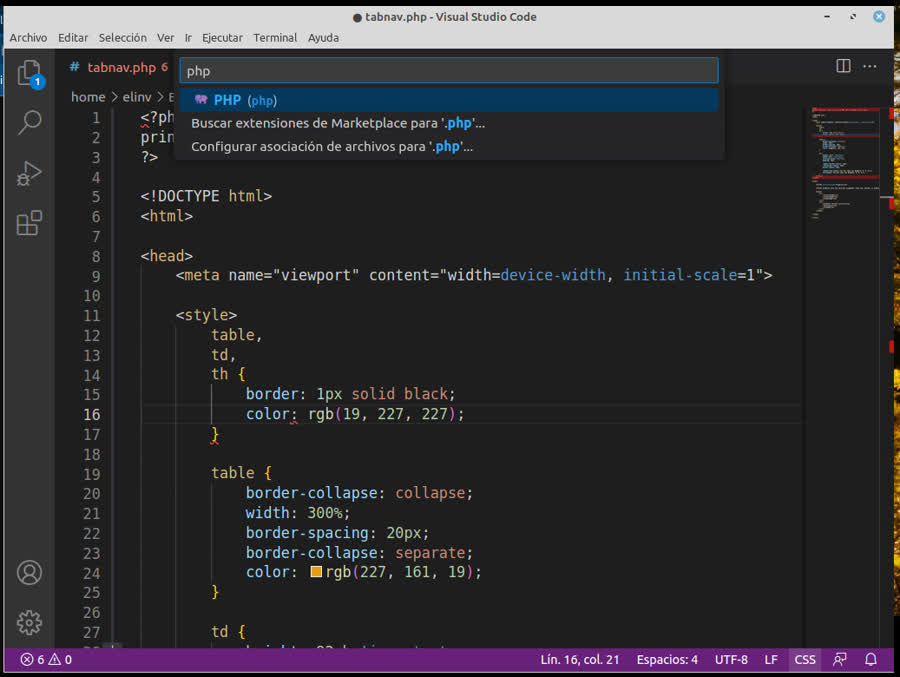 ● tabnav.php - Visual Studio Code
Archivo Editar Selección Ver Ir Ejecutar Terminal Ayuda
# tabnav.php 6
php
home > elinv >
PHP (php)
Buscar extensiones de Marketplace para '.php'...
Configurar asociación de archivos para '.php'...
1
1 <?ph
2 prin
3 ?>
4
5 <!DOCTYPE html>
6 <html>
7
8 <head>
9 <meta name="viewport" content="width=device-width, initial-scale=1">
10
11 <style>
12 table,
13 td,
14 th {
15 border: 1px solid black;
16 color: rgb(19, 227, 227);
17 }
18
19 table {
20 border-collapse: collapse;
21 width: 300%;
22 border-spacing: 20px;
23 border-collapse: separate;
24 color: rgb(227, 161, 19);
25 }
26
27 td {
6 0 Lín. 16, col. 21 Espacios: 4 UTF-8 LF CSS